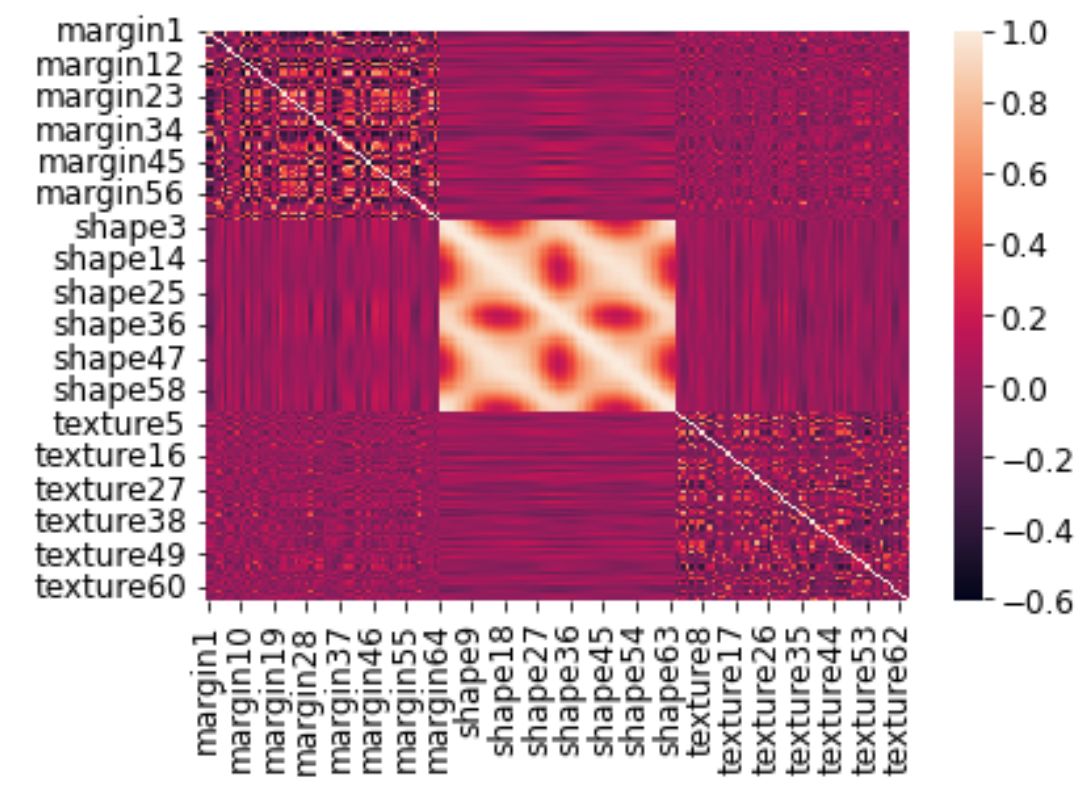 margin1
margin12
margin23
margin34
margin45
margin56
shape3
shape14
shape25
shape36
shape47
shape58
texture5
texture16
texture27
texture38
texture49
texture60
margin1
margin10
margin19
margin28
margin37
margin46
margin55
margin64
shape9
shape18
shape27
shape36
shape45
shape54
shape63
texture8
texture17
texture26
texture35
texture44
texture53
texture62
1.0
0.8
0.6
0.4
0.2
0.0
−0.2
−0.4
−0.6